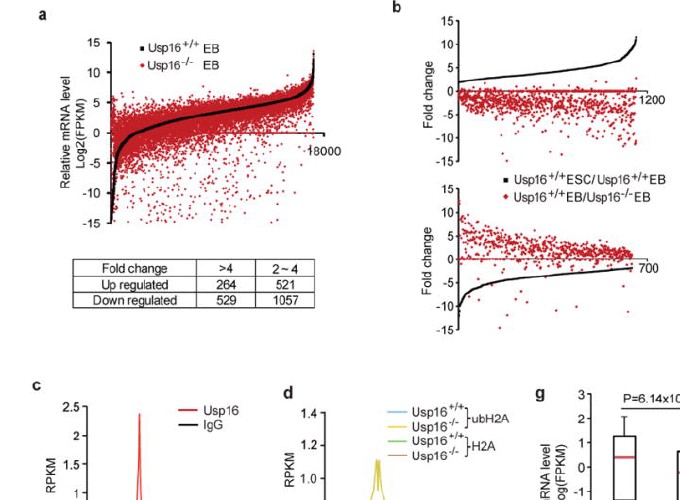 a
Usp16+/+ EB
Usp16-/- EB
Relative mRNA level
Log2(FPKM)
15
10
5
0
-5
-10
-15
18000
Fold change >4 2~4
Up regulated 264 521
Down regulated 529 1057
b
Fold change
15
10
5
0
-5
-10
-15
1200
Usp16+/+ESC/Usp16+/+EB
Usp16+/+EB/Usp16-/-EB
Fold change
15
10
5
0
-5
-10
-15
700
c
RPKM
2.5
2
1.5
1
Usp16
IgG
d
RPKM
1.4
1.2
1.0
Usp16+/+
Usp16-/-
ubH2A
Usp16+/+
Usp16-/-
H2A
g
3
2
1
0
-1
P=6.14x10